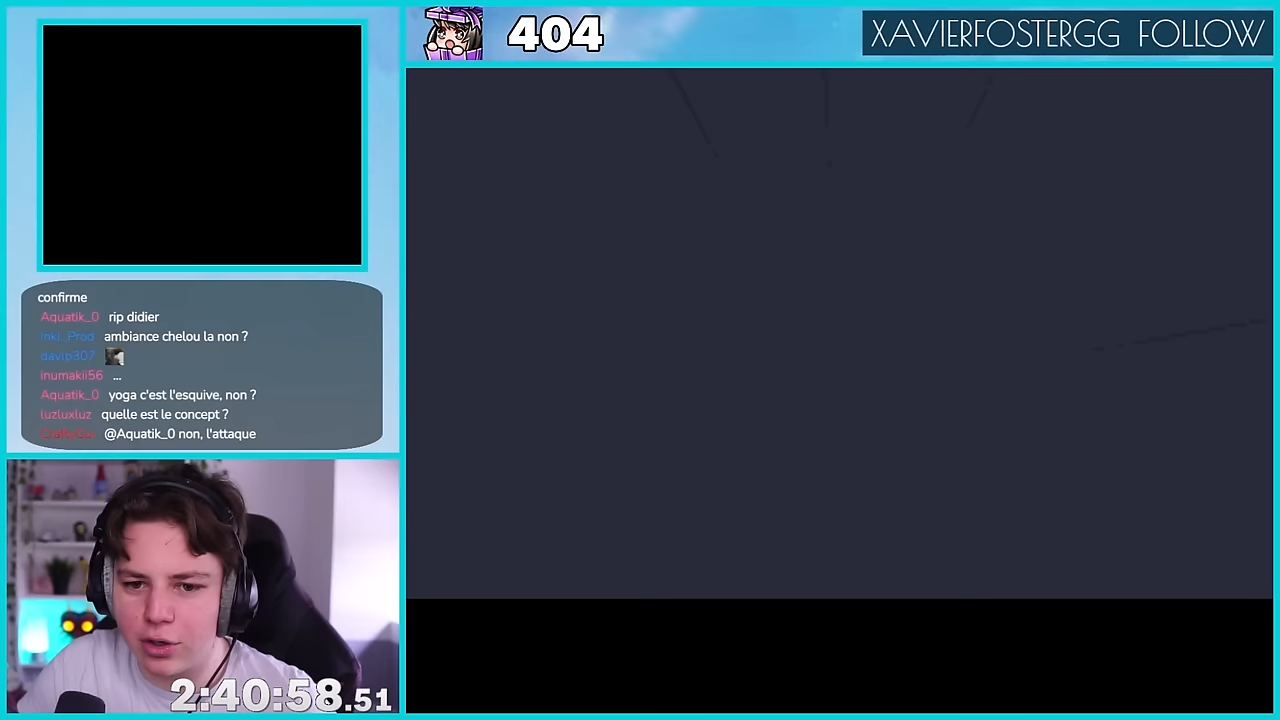 404
XAVIERFOSTERGG FOLLOW
confirme
Aquatik_0 rip didier
Inkl_Prod ambiance chelou la non ?
davip307
inumakii56 ...
Aquatik_0 yoga c'est l'esquive, non ?
luzluxluz quelle est le concept ?
@Aquatik_0 non, l'attaque
2:40:58.51